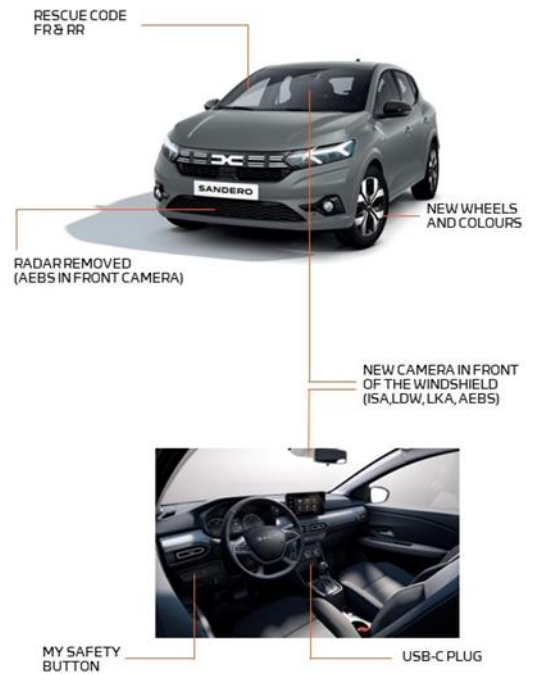 RESCUE CODE
FR & RR
SANDERO
NEW WHEELS
AND COLOURS
RADAR REMOVED
(AEBS IN FRONT CAMERA)
NEW CAMERA IN FRONT
OF THE WINDSHIELD
(ISA,LDW, LKA, AEBS)
MY SAFETY
BUTTON
USB-C PLUG